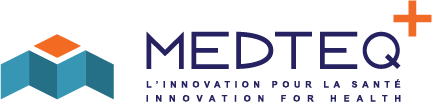 MEDTEQ+
L'INNOVATION POUR LA SANTÉ
INNOVATION FOR HEALTH